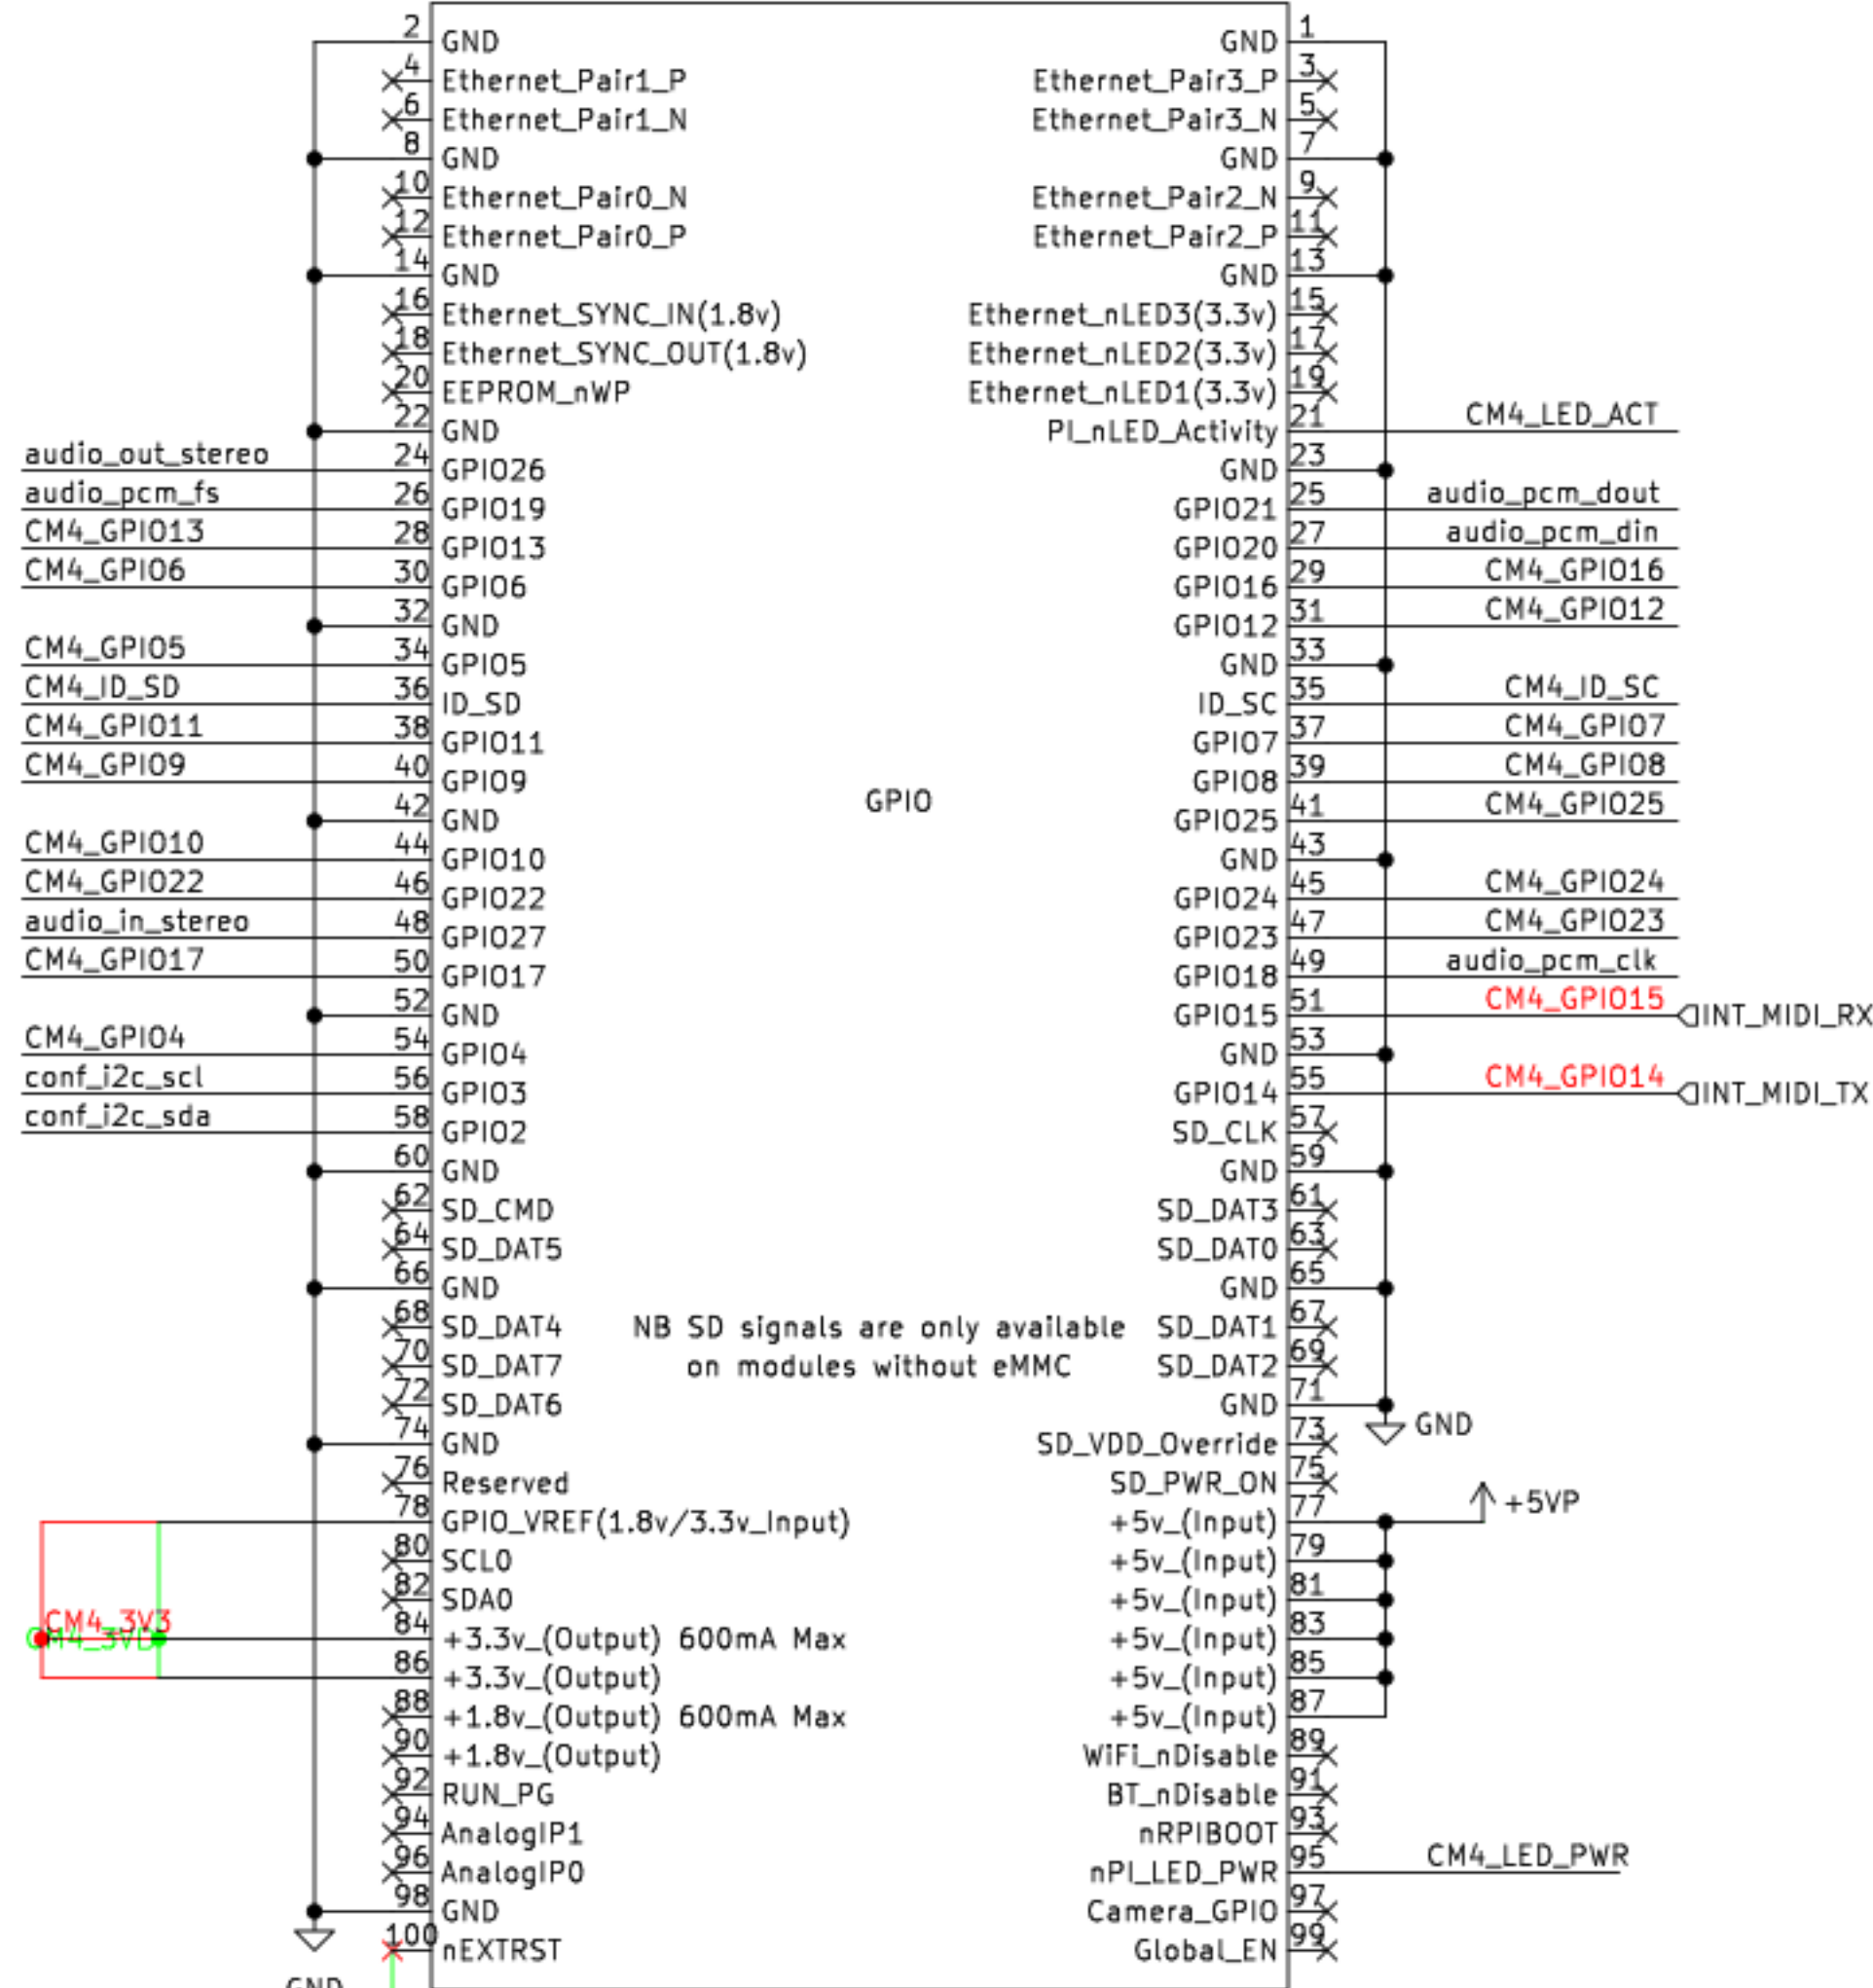 2 GND GND 1
4 Ethernet_Pair1_P Ethernet_Pair3_P 3
6 Ethernet_Pair1_N Ethernet_Pair3_N 5
8 GND GND 7
10 Ethernet_Pair0_N Ethernet_Pair2_N 9
12 Ethernet_Pair0_P Ethernet_Pair2_P 11
14 GND GND 13
16 Ethernet_SYNC_IN(1.8v) Ethernet_nLED3(3.3v) 15
18 Ethernet_SYNC_OUT(1.8v) Ethernet_nLED2(3.3v) 17
20 EEPROM_nWP Ethernet_nLED1(3.3v) 19
22 GND PI_nLED_Activity 21 CM4_LED_ACT
audio_out_stereo 24 GPIO26 GND 23
audio_pcm_fs 26 GPIO19 GPIO21 25 audio_pcm_dout
CM4_GPIO13 28 GPIO13 GPIO20 27 audio_pcm_din
CM4_GPIO6 30 GPIO6 GPIO16 29 CM4_GPIO16
32 GND GPIO12 31 CM4_GPIO12
CM4_GPIO5 34 GPIO5 GND 33
CM4_ID_SD 36 ID_SD ID_SC 35 CM4_ID_SC
CM4_GPIO11 38 GPIO11 GPIO7 37 CM4_GPIO7
CM4_GPIO9 40 GPIO9 GPIO GPIO8 39 CM4_GPIO8
42 GND GPIO25 41 CM4_GPIO25
CM4_GPIO10 44 GPIO10 GND 43
CM4_GPIO22 46 GPIO22 GPIO24 45 CM4_GPIO24
audio_in_stereo 48 GPIO27 GPIO23 47 CM4_GPIO23
CM4_GPIO17 50 GPIO17 GPIO18 49 audio_pcm_clk
52 GND GPIO15 51 CM4_GPIO15 INT_MIDI_RX
CM4_GPIO4 54 GPIO4 GND 53
conf_i2c_scl 56 GPIO3 GPIO14 55 CM4_GPIO14 INT_MIDI_TX
conf_i2c_sda 58 GPIO2 SD_CLK 57
60 GND GND 59
62 SD_CMD SD_DAT3 61
64 SD_DAT5 SD_DAT0 63
66 GND GND 65
68 SD_DAT4 NB SD signals are only available SD_DAT1 67
70 SD_DAT7 on modules without eMMC SD_DAT2 69
72 SD_DAT6 GND 71 GND
74 GND SD_VDD_Override 73
76 Reserved SD_PWR_ON 75
78 GPIO_VREF(1.8v/3.3v_Input) +5v_(Input) 77 +5VP
80 SCL0 +5v_(Input) 79
82 SDA0 +5v_(Input) 81
CM4_3V3 84 +3.3v_(Output) 600mA Max +5v_(Input) 83
86 +3.3v_(Output) +5v_(Input) 85
88 +1.8v_(Output) 600mA Max +5v_(Input) 87
90 +1.8v_(Output) WiFi_nDisable 89
92 RUN_PG BT_nDisable 91
94 AnalogIP1 nRPIBOOT 93
96 AnalogIP0 nPI_LED_PWR 95 CM4_LED_PWR
98 GND Camera_GPIO 97
100 nEXTRST Global_EN 99
GND